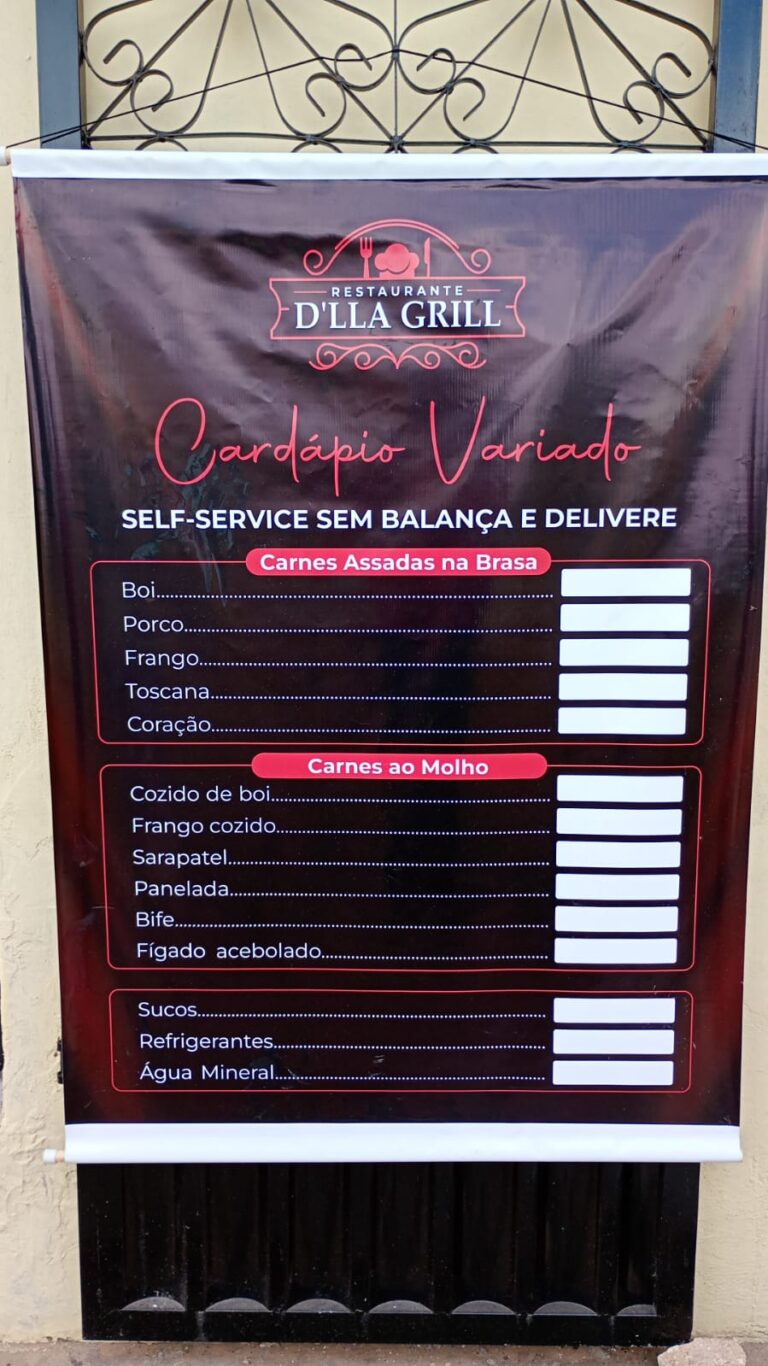 RESTAURANTE
D'LLA GRILL
Cardápio Variado
SELF-SERVICE SEM BALANÇA E DELIVERE
Carnes Assadas na Brasa
Boi
Porco
Frango
Toscana
Coração
Carnes ao Molho
Cozido de boi
Frango cozido
Sarapatel
Panelada
Bife
Fígado acebolado
Sucos
Refrigerantes
Água Mineral